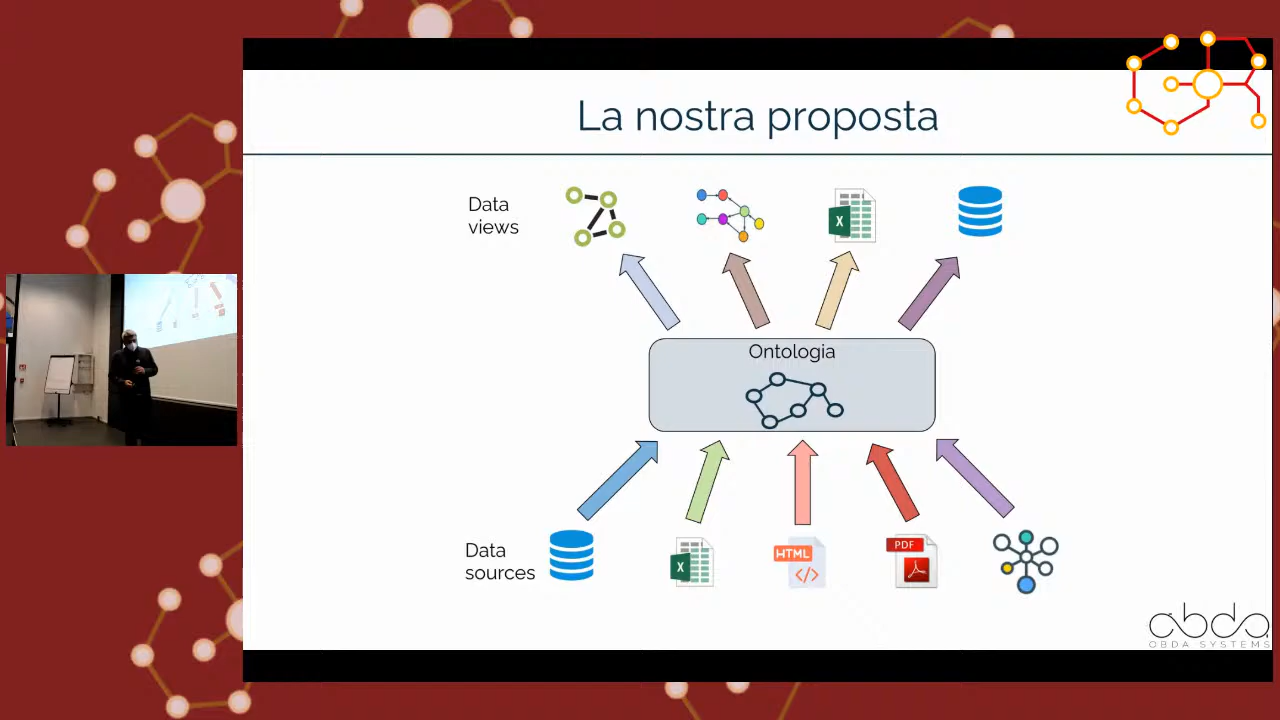 La nostra proposta
Data
views
X
Ontologia
Data
sources
X
HTML
</>
PDF
obda
OBDA SYSTEMS